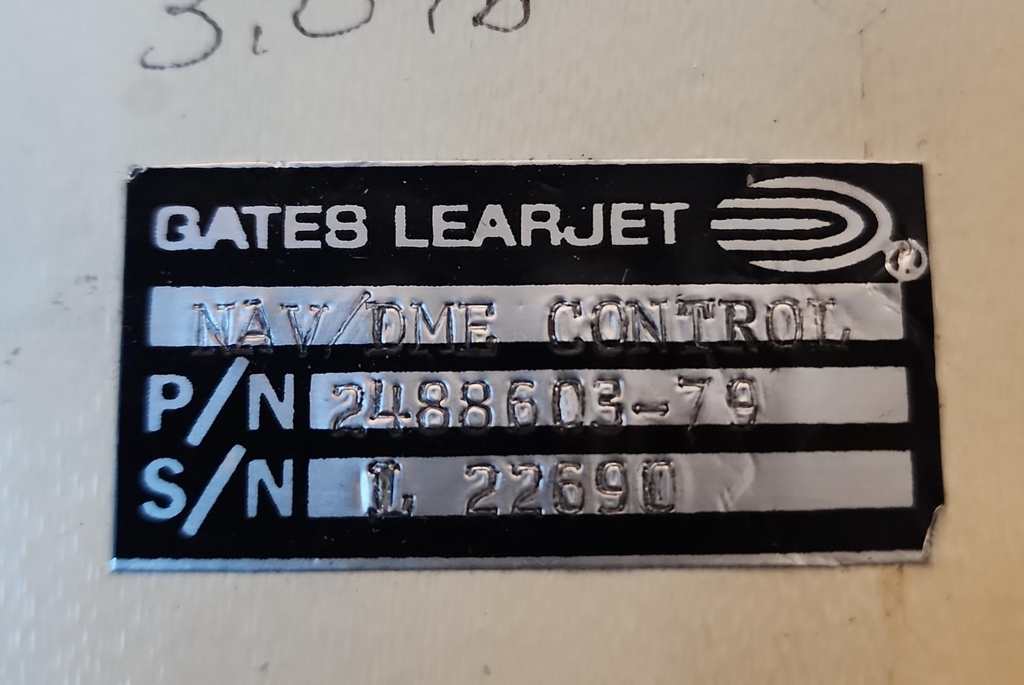 GATES LEARJET ®
NAV/DME CONTROL
P/N 2488603-79
S/N L 22690